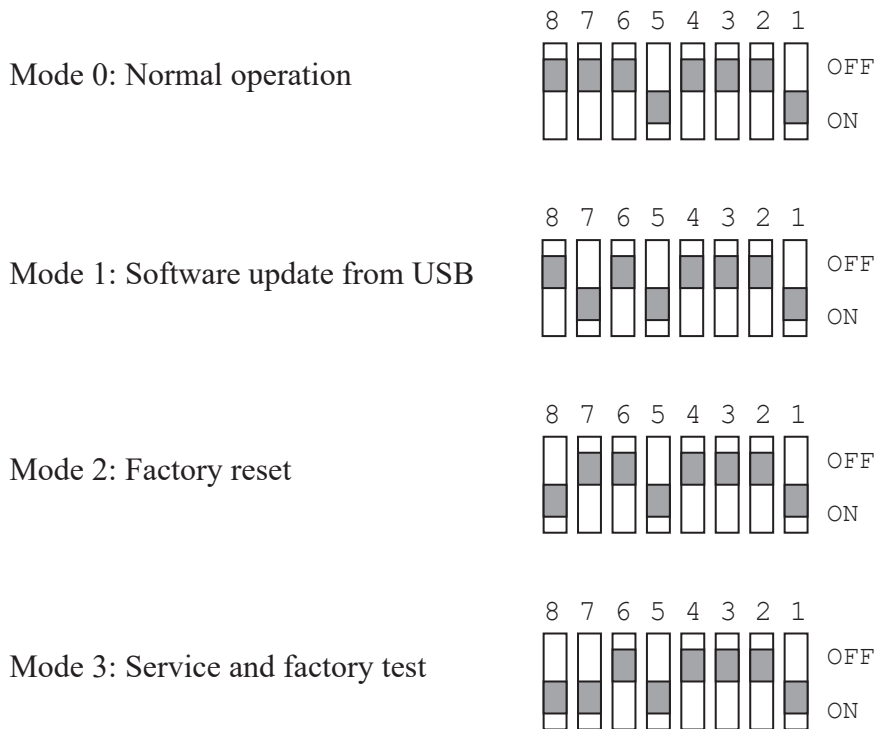 8 7 6 5 4 3 2 1
Mode 0: Normal operation
OFF
ON
8 7 6 5 4 3 2 1
Mode 1: Software update from USB
OFF
ON
8 7 6 5 4 3 2 1
Mode 2: Factory reset
OFF
ON
8 7 6 5 4 3 2 1
Mode 3: Service and factory test
OFF
ON